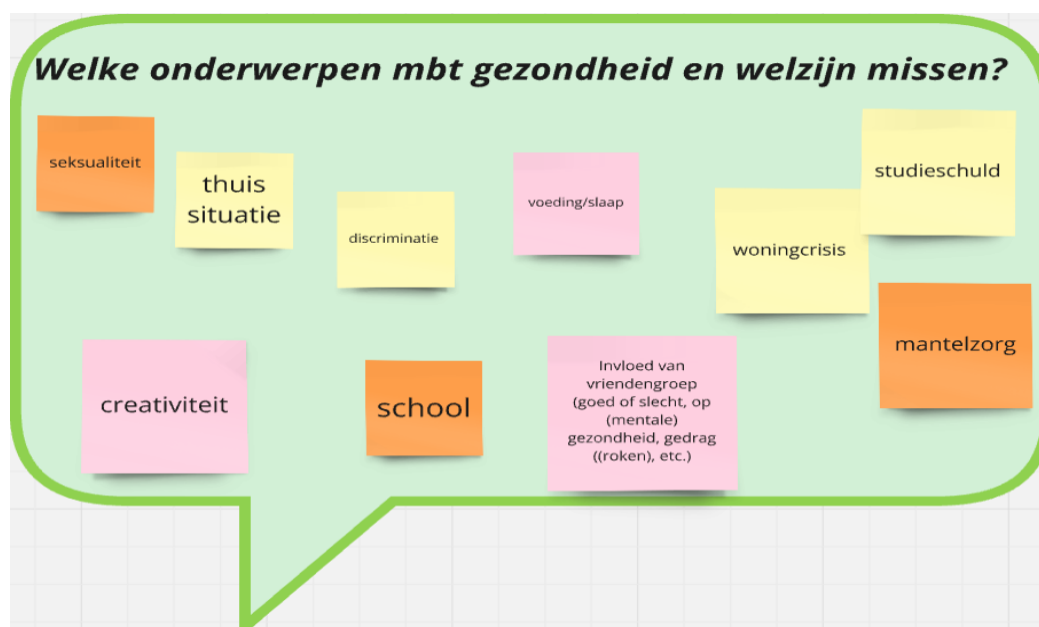 Welke onderwerpen mbt gezondheid en welzijn missen?
seksualiteit
thuis
situatie
discriminatie
voeding/slaap
woningcrisis
studieschuld
mantelzorg
creativiteit
school
Invloed van
vriendengroep
(goed of slecht, op
(mentale)
gezondheid, gedrag
((roken), etc.)